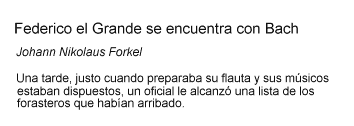 Federico el Grande se encuentra con Bach
Johann Nikolaus Forkel
Una tarde, justo cuando preparaba su flauta y sus músicos
estaban dispuestos, un oficial le alcanzó una lista de los
forasteros que habían arribado.